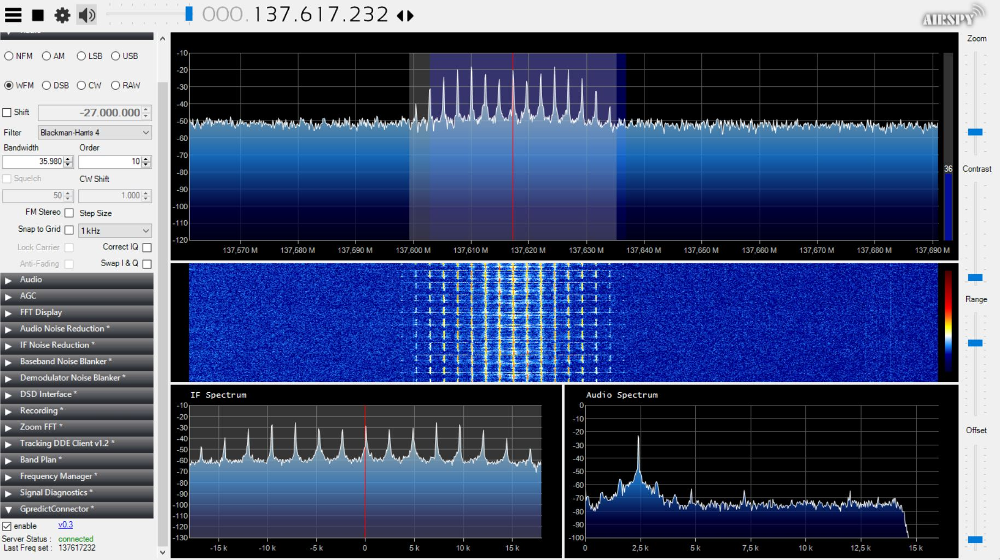 000.137.617.232
AIRSPY
Zoom
Audio
NFM AM LSB USB
WFM DSB CW RAW
Shift -27.000.000
Filter Blackman-Harris 4
Bandwidth Order
35.980 10
Squelch CW Shift
50 1.000
FM Stereo Step Size
Snap to Grid 1 kHz
Lock Carrier Correct IQ
Anti-Fading Swap I & Q
Audio
AGC
FFT Display
Audio Noise Reduction *
IF Noise Reduction *
Baseband Noise Blanker *
Demodulator Noise Blanker *
DSD Interface *
Recording *
Zoom FFT *
Tracking DDE Client v1.2 *
Band Plan *
Frequency Manager *
Signal Diagnostics *
GpredictConnector *
enable v0.3
Server Status : connected
Last Freq set : 137617232
-10
-20
-30
-40
-50
-60
-70
-80
-90
-100
-110
-120
137,570 M 137,580 M 137,590 M 137,600 M 137,610 M 137,620 M 137,630 M 137,640 M 137,650 M 137,660 M 137,670 M 137,680 M 137,690 M
36
Contrast
Range
Offset
IF Spectrum
-10
-20
-30
-40
-50
-60
-70
-80
-90
-100
-110
-120
-130
-15 k -10 k -5 k 0 5 k 10 k 15 k
Audio Spectrum
0
-10
-20
-30
-40
-50
-60
-70
-80
-90
-100
0 2,5 k 5 k 7,5 k 10 k 12,5 k 15 k